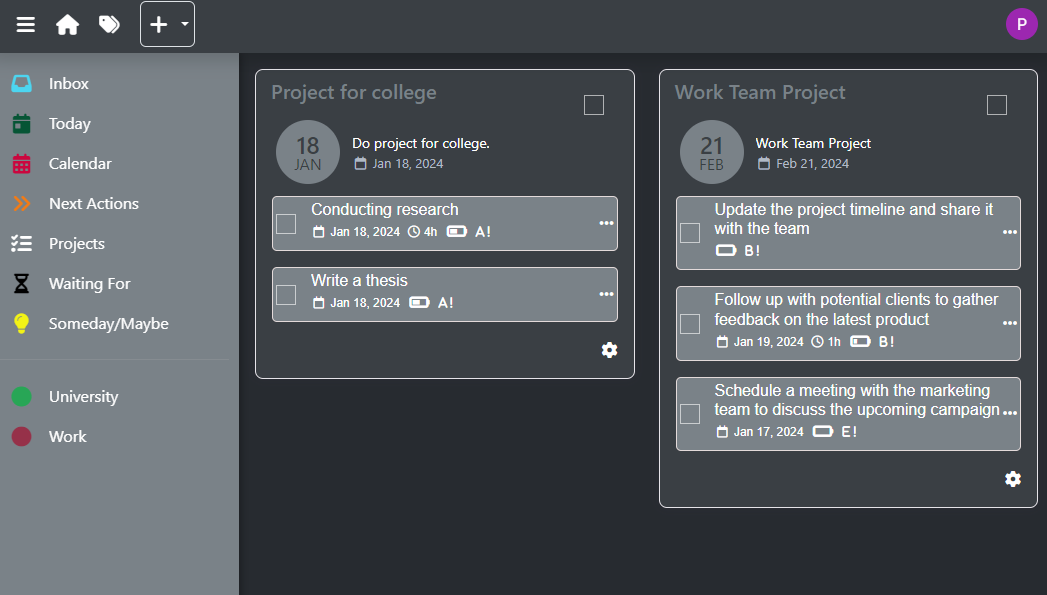 P
Inbox
Today
Calendar
Next Actions
Projects
Waiting For
Someday/Maybe
University
Work
Project for college
18
JAN
Do project for college.
Jan 18, 2024
Conducting research
Jan 18, 2024 4h A!
Write a thesis
Jan 18, 2024 A!
Work Team Project
21
FEB
Work Team Project
Feb 21, 2024
Update the project timeline and share it
with the team
B!
Follow up with potential clients to gather
feedback on the latest product
Jan 19, 2024 1h B!
Schedule a meeting with the marketing
team to discuss the upcoming campaign
Jan 17, 2024 E!